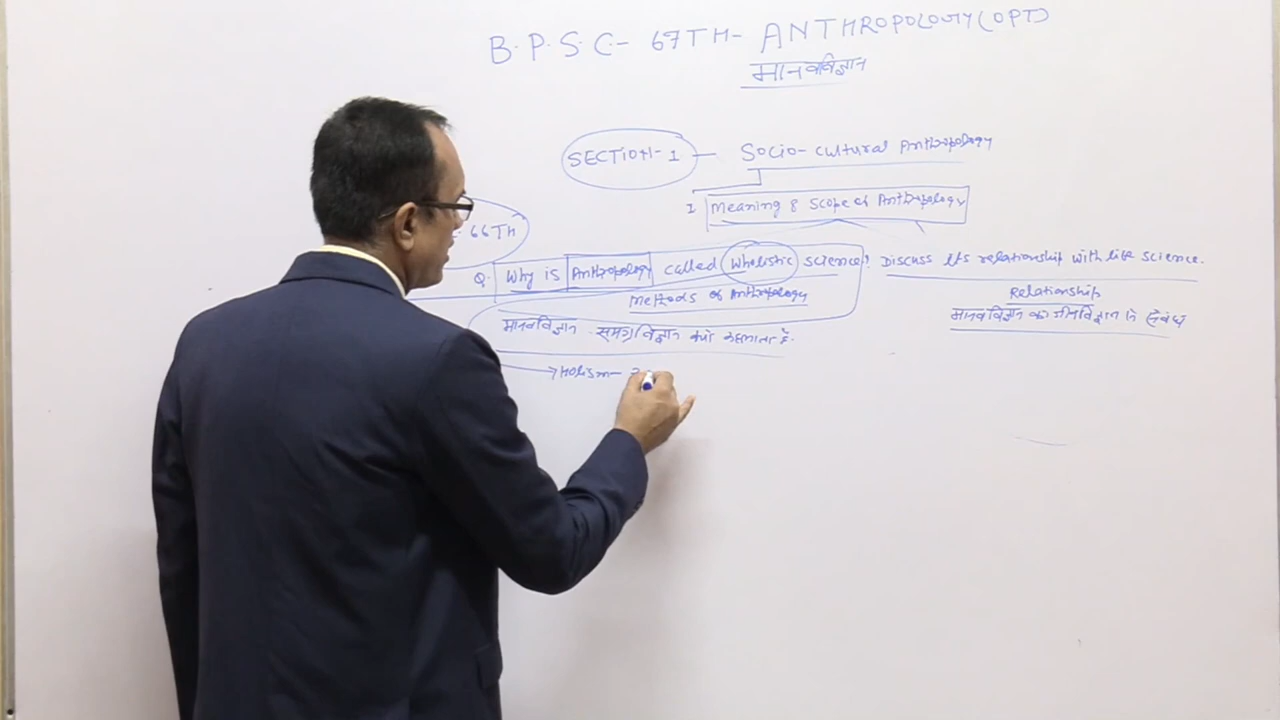 B.P.S.C.- 67TH- ANTHROPOLOGY(OPT)
मानवविज्ञान
SECTION-1 — Socio-cultural Anthropology
I Meaning & Scope of Anthropology
66TH
Q. Why is Anthropology called Wholistic science? Discuss Its relationship with life science.
Methods of Anthropology
Relationship
मानवविज्ञान समग्रविज्ञान क्यों कहलाता है.
मानवविज्ञान का जीवविज्ञान से संबंध
Holism-